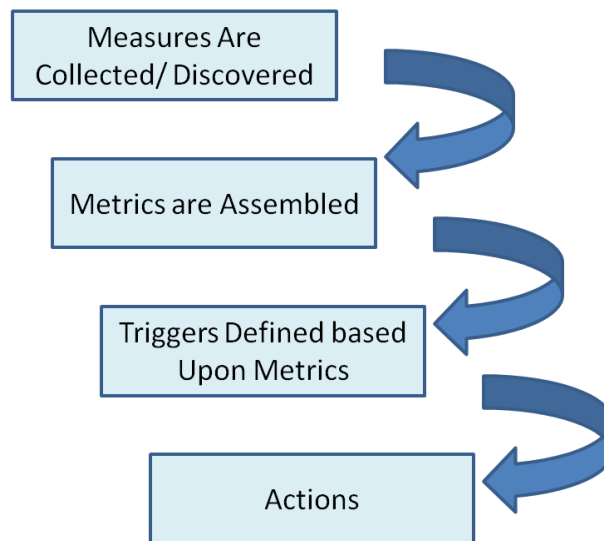 Measures Are
Collected/ Discovered
Metrics are Assembled
Triggers Defined based
Upon Metrics
Actions